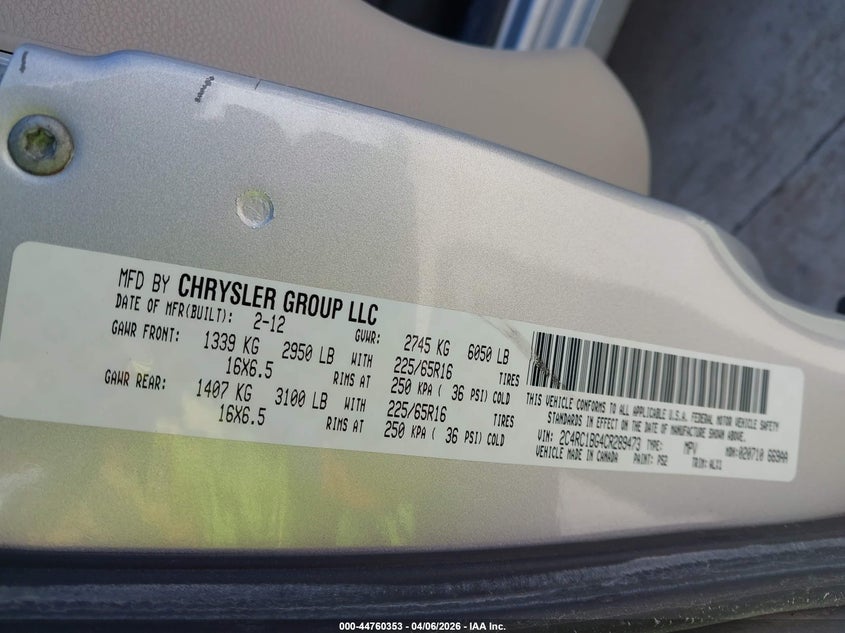 MFD BY CHRYSLER GROUP LLC
DATE OF MFR(BUILT): 2-12 GVWR: 2745 KG 6050 LB
GAWR FRONT: 1339 KG 2950 LB WITH 225/65R16 TIRES
16X6.5 RIMS AT 250 KPA ( 36 PSI) COLD
GAWR REAR: 1407 KG 3100 LB WITH 225/65R16 TIRES
16X6.5 RIMS AT 250 KPA ( 36 PSI) COLD
THIS VEHICLE CONFORMS TO ALL APPLICABLE U.S.A. FEDERAL MOTOR VEHICLE SAFETY
STANDARDS IN EFFECT ON THE DATE OF MANUFACTURE SHOWN ABOVE.
VIN: 2C4RC1BG4CR289473 TYPE: MPV MDH:020710 669AA
VEHICLE MADE IN CANADA PAINT: PS2 TRIM:
000-44760353 - 04/06/2026 - IAA Inc.